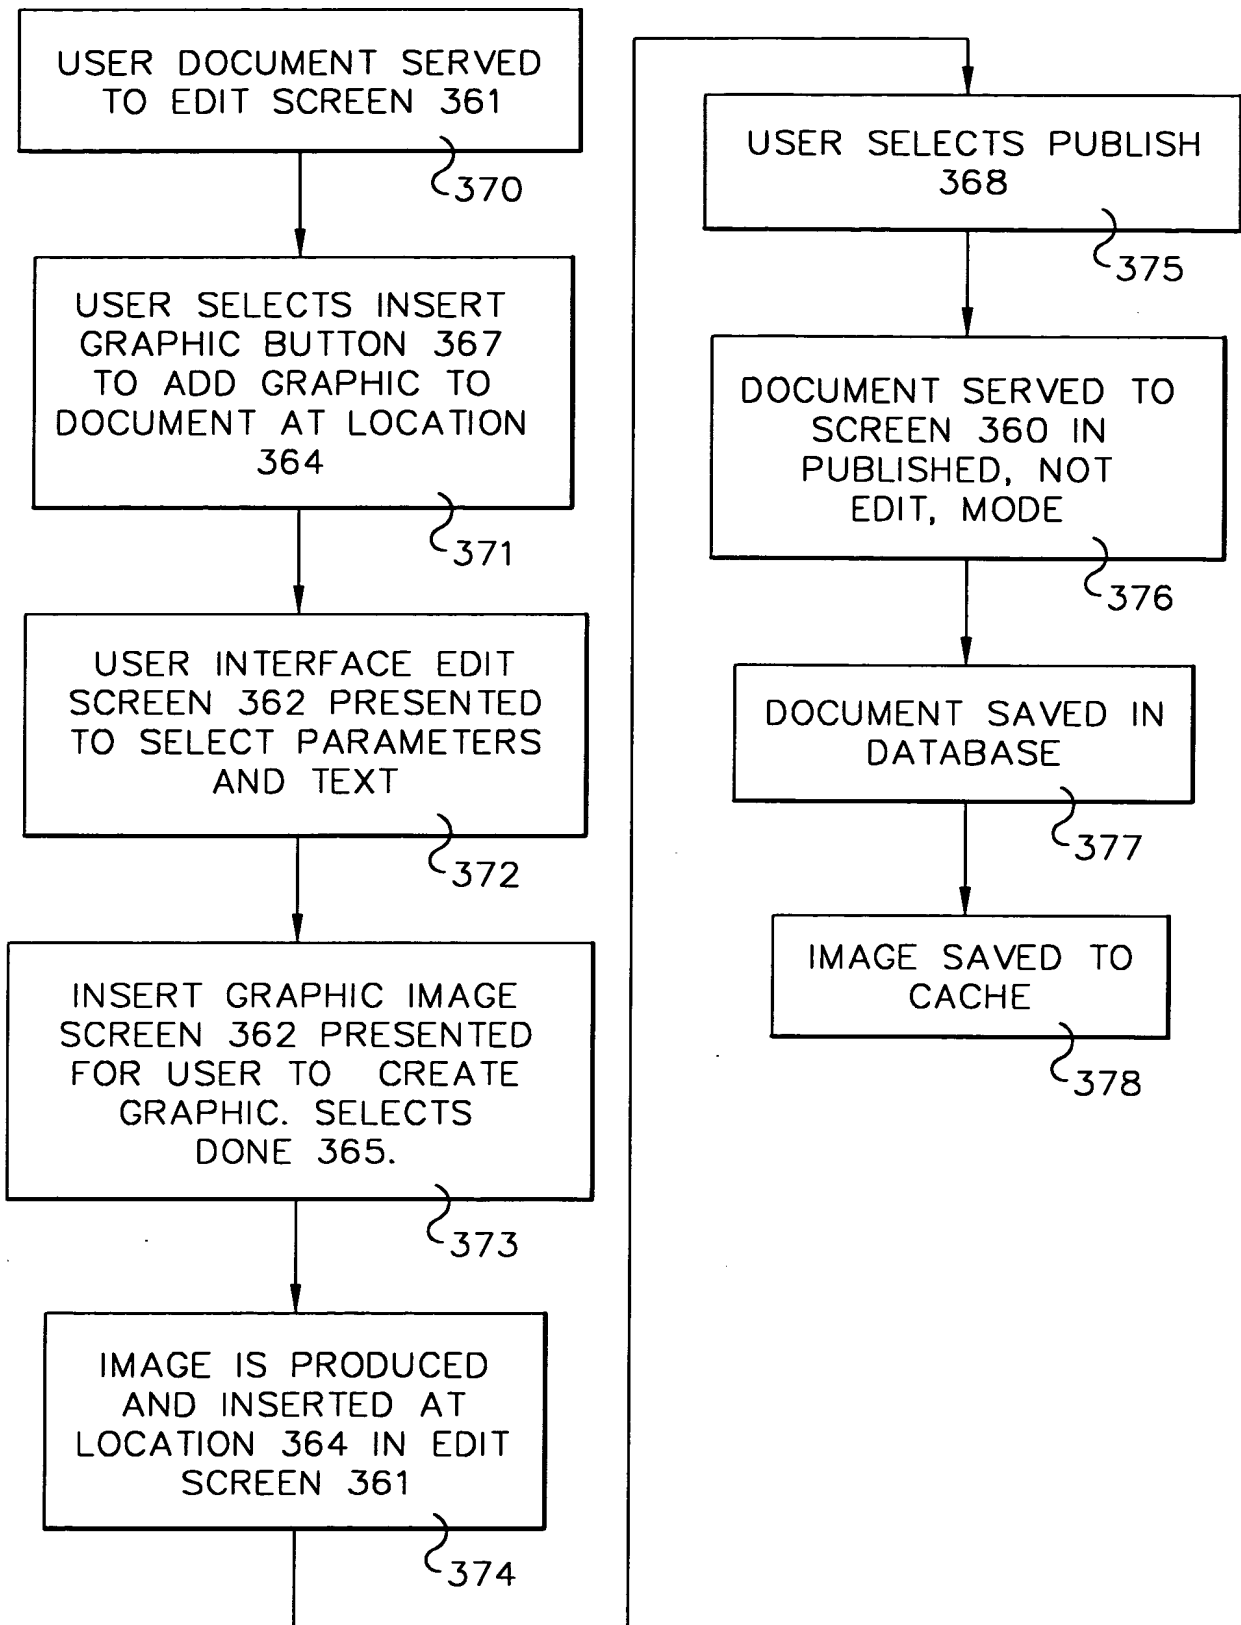 USER DOCUMENT SERVED
TO EDIT SCREEN 361
370
USER SELECTS INSERT
GRAPHIC BUTTON 367
TO ADD GRAPHIC TO
DOCUMENT AT LOCATION
364
371
USER INTERFACE EDIT
SCREEN 362 PRESENTED
TO SELECT PARAMETERS
AND TEXT
372
INSERT GRAPHIC IMAGE
SCREEN 362 PRESENTED
FOR USER TO CREATE
GRAPHIC. SELECTS
DONE 365.
373
IMAGE IS PRODUCED
AND INSERTED AT
LOCATION 364 IN EDIT
SCREEN 361
374
USER SELECTS PUBLISH
368
375
DOCUMENT SERVED TO
SCREEN 360 IN
PUBLISHED, NOT
EDIT, MODE
376
DOCUMENT SAVED IN
DATABASE
377
IMAGE SAVED TO
CACHE
378